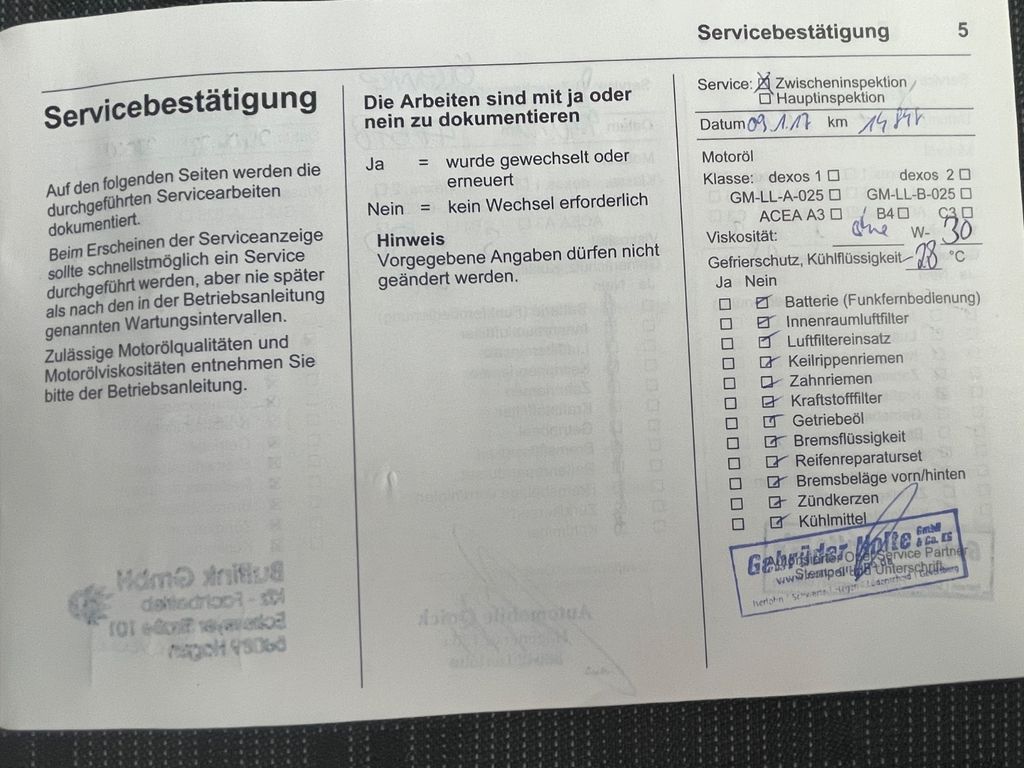 Servicebestätigung 5
Servicebestätigung
Auf den folgenden Seiten werden die
durchgeführten Servicearbeiten
dokumentiert.
Beim Erscheinen der Serviceanzeige
sollte schnellstmöglich ein Service
durchgeführt werden, aber nie später
als nach den in der Betriebsanleitung
genannten Wartungsintervallen.
Zulässige Motorölqualitäten und
Motorölviskositäten entnehmen Sie
bitte der Betriebsanleitung.
Die Arbeiten sind mit ja oder
nein zu dokumentieren
Ja = wurde gewechselt oder
erneuert
Nein = kein Wechsel erforderlich
Hinweis
Vorgegebene Angaben dürfen nicht
geändert werden.
Service: ☒ Zwischeninspektion
☐ Hauptinspektion
Datum 09.1.17 km
Motoröl
Klasse: dexos 1 ☐ dexos 2 ☐
GM-LL-A-025 ☐ GM-LL-B-025 ☐
ACEA A3 ☐ B4 ☐ C3 ☐
Viskosität: W- 30
Gefrierschutz, Kühlflüssigkeit -28 °C
Ja Nein
☐ ☑ Batterie (Funkfernbedienung)
☐ ☑ Innenraumluftfilter
☐ ☑ Luftfiltereinsatz
☐ ☑ Keilrippenriemen
☐ ☑ Zahnriemen
☐ ☑ Kraftstofffilter
☐ ☑ Getriebeöl
☐ ☑ Bremsflüssigkeit
☐ ☑ Reifenreparaturset
☐ ☑ Bremsbeläge vorn/hinten
☐ ☑ Zündkerzen
☐ ☑ Kühlmittel
Gebrüder Nolte GmbH & Co. KG
Autorisierter Opel Service Partner
Stempel und Unterschrift